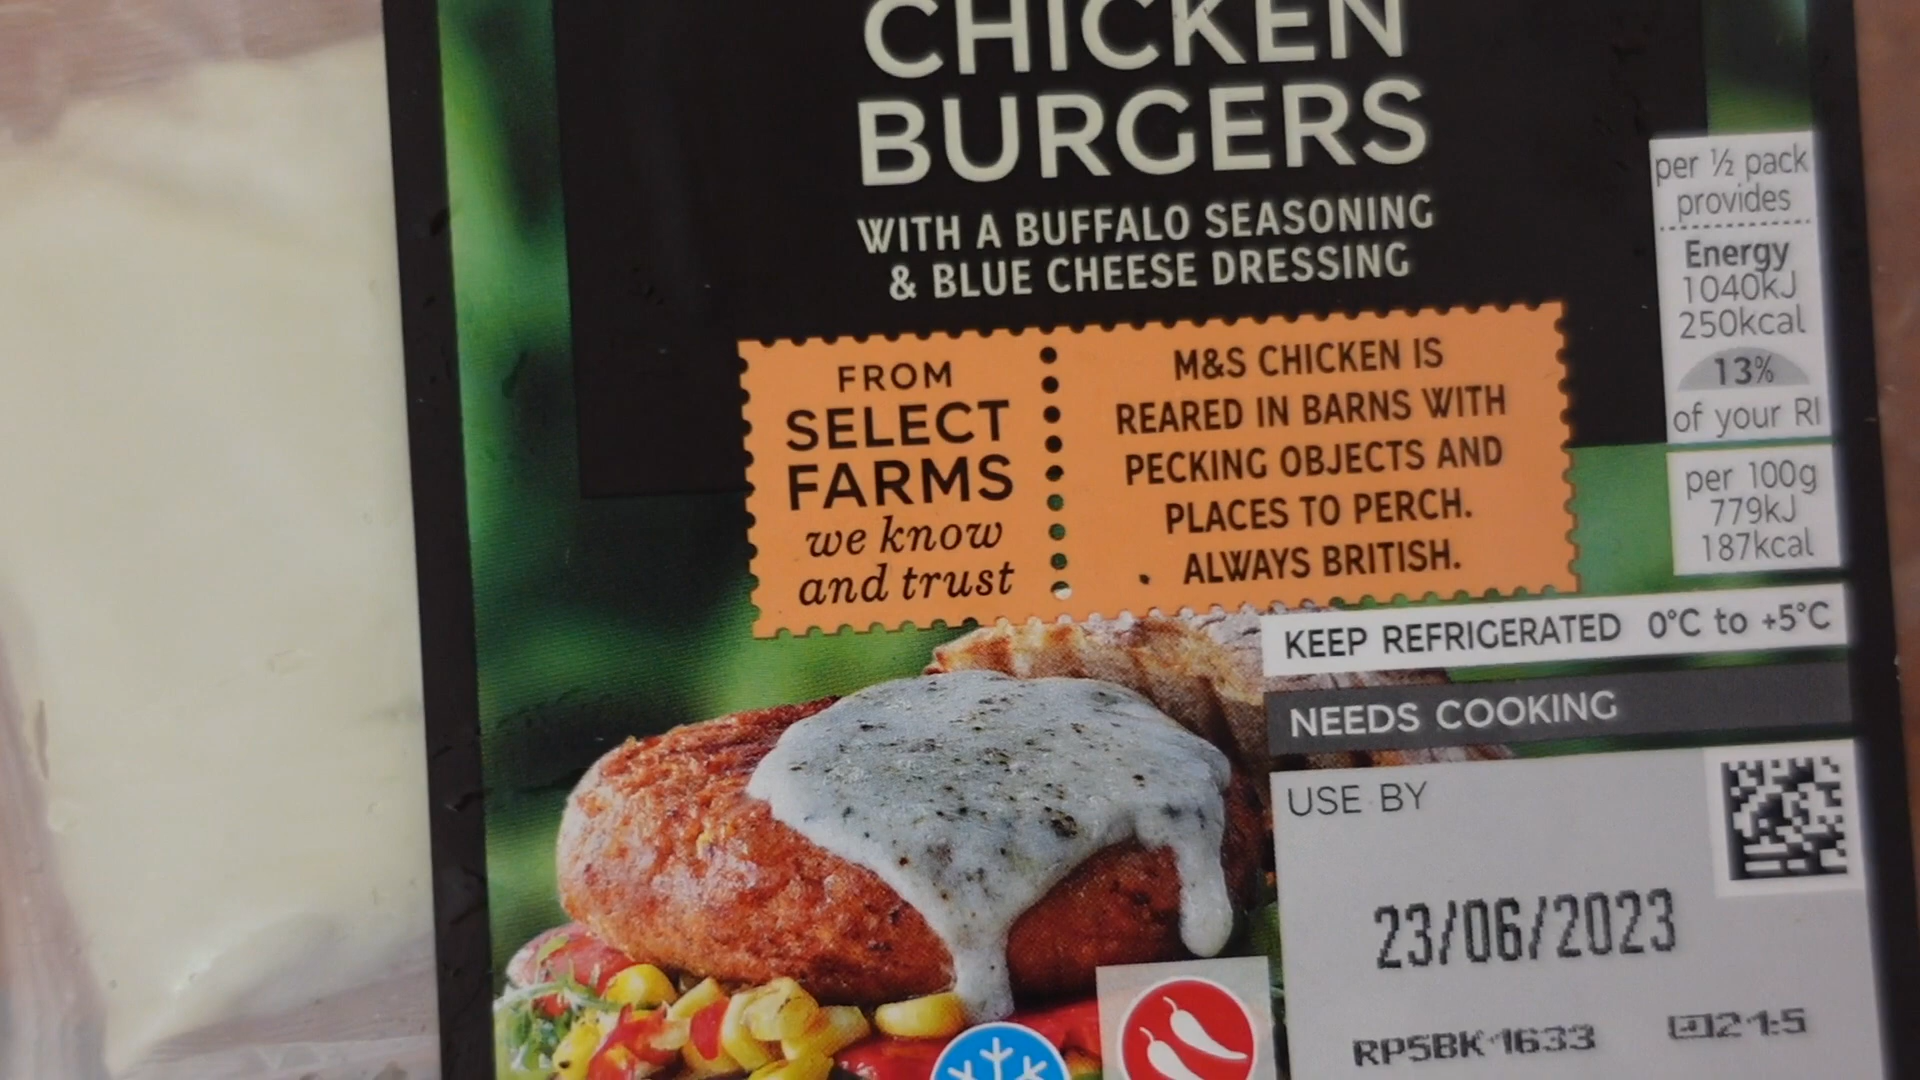 CHICKEN
BURGERS
WITH A BUFFALO SEASONING
& BLUE CHEESE DRESSING
FROM
SELECT
FARMS
we know
and trust
M&S CHICKEN IS
REARED IN BARNS WITH
PECKING OBJECTS AND
PLACES TO PERCH.
ALWAYS BRITISH.
per ½ pack
provides
Energy
1040kJ
250kcal
13%
of your RI
per 100g
779kJ
187kcal
KEEP REFRIGERATED 0°C to +5°C
NEEDS COOKING
USE BY
23/06/2023
RP5BK 1633